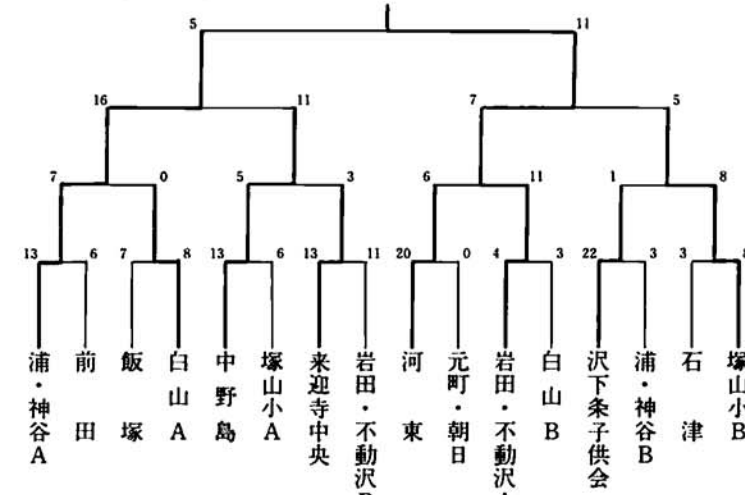 5 11
16 11 7 5
7 0 5 3 6 11 1 8
13 6 7 8 13 6 13 11 20 0 4 3 22 3 3
浦・神谷A
前田
飯塚
白山A
中野島
塚山小A
来迎寺中央
岩田・不動沢
河東
元町・朝日
岩田・不動沢
白山B
沢下条子供会
浦・神谷B
石津
塚山小B